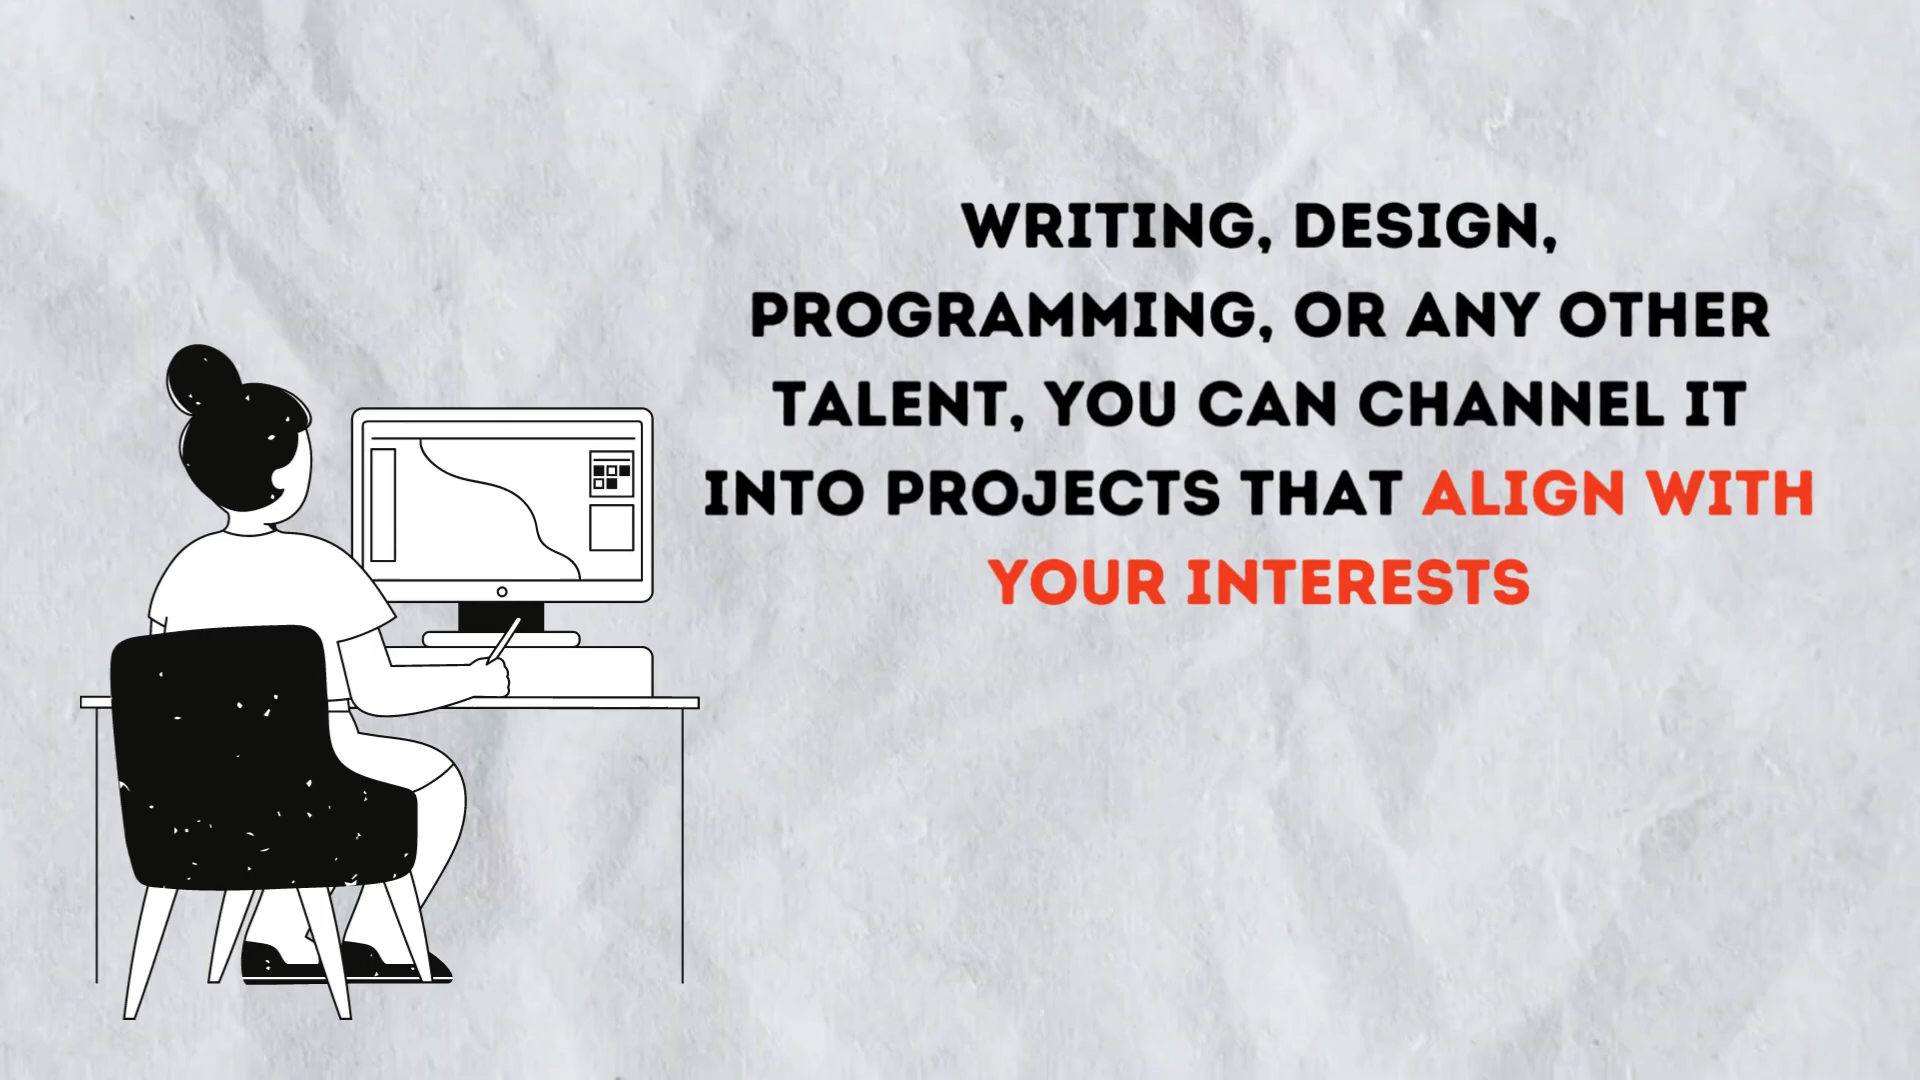 WRITING, DESIGN,
PROGRAMMING, OR ANY OTHER
TALENT, YOU CAN CHANNEL IT
INTO PROJECTS THAT ALIGN WITH
YOUR INTERESTS